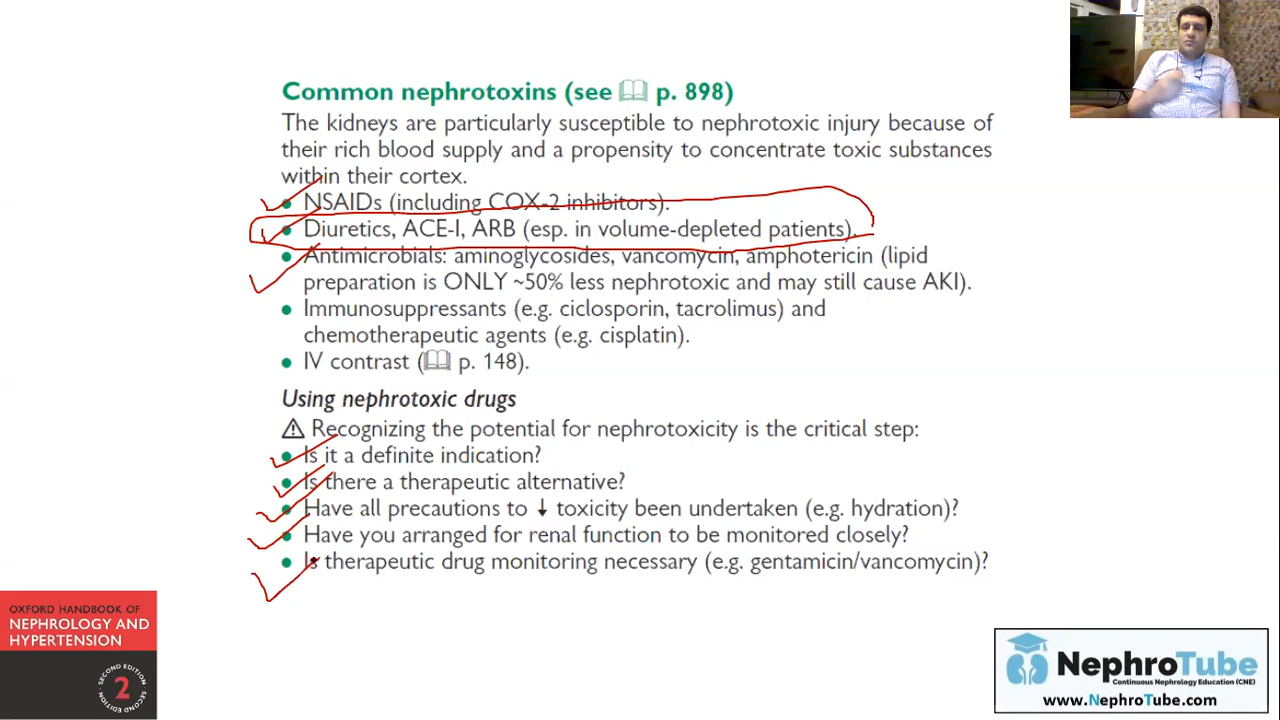 Common nephrotoxins (see p. 898)
The kidneys are particularly susceptible to nephrotoxic injury because of
their rich blood supply and a propensity to concentrate toxic substances
within their cortex.
• NSAIDs (including COX-2 inhibitors).
• Diuretics, ACE-I, ARB (esp. in volume-depleted patients).
• Antimicrobials: aminoglycosides, vancomycin, amphotericin (lipid
preparation is ONLY ~50% less nephrotoxic and may still cause AKI).
• Immunosuppressants (e.g. ciclosporin, tacrolimus) and
chemotherapeutic agents (e.g. cisplatin).
• IV contrast (📖 p. 148).
Using nephrotoxic drugs
⚠ Recognizing the potential for nephrotoxicity is the critical step:
• Is it a definite indication?
• Is there a therapeutic alternative?
• Have all precautions to ↓ toxicity been undertaken (e.g. hydration)?
• Have you arranged for renal function to be monitored closely?
• Is therapeutic drug monitoring necessary (e.g. gentamicin/vancomycin)?
OXFORD HANDBOOK OF
NEPHROLOGY AND
HYPERTENSION
SECOND EDITION
2
SECOND EDITION
NephroTube
Continuous Nephrology Education (CNE)
www.NephroTube.com